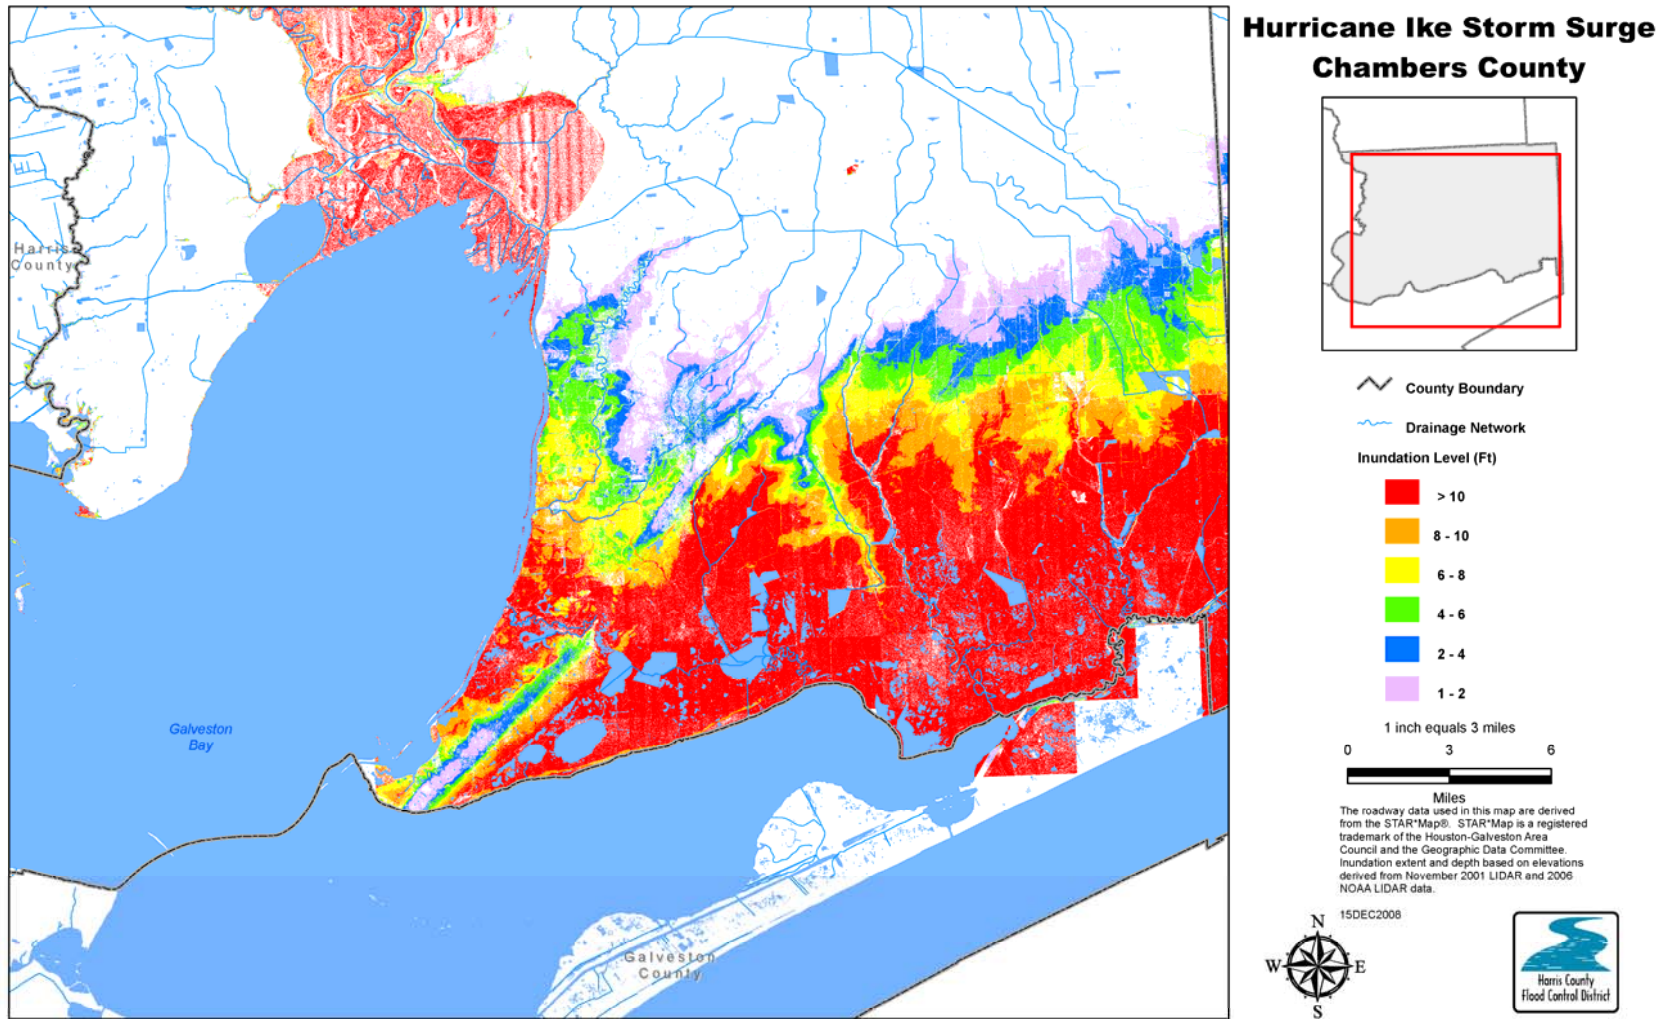 Hurricane Ike Storm Surge
Chambers County
Harris
County
Galveston
Bay
Galveston
County
County Boundary
Drainage Network
Inundation Level (Ft)
> 10
8 - 10
6 - 8
4 - 6
2 - 4
1 - 2
1 inch equals 3 miles
0 3 6
Miles
The roadway data used in this map are derived
from the STAR*Map®. STAR*Map is a registered
trademark of the Houston-Galveston Area
Council and the Geographic Data Committee.
Inundation extent and depth based on elevations
derived from November 2001 LIDAR and 2006
NOAA LIDAR data.
15DEC2008
N
W E
S
Harris County
Flood Control District